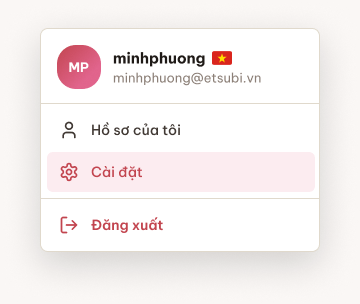 MP
minhphuong
minhphuong@etsubi.vn
Hồ sơ của tôi
Cài đặt
Đăng xuất